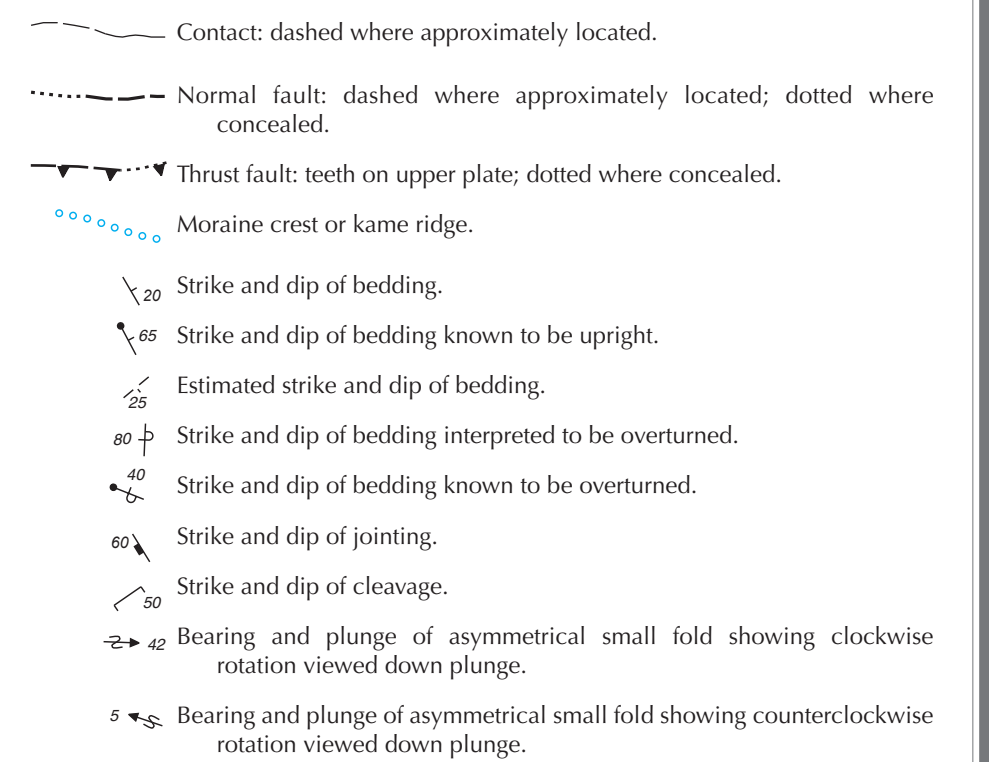 Contact: dashed where approximately located.
Normal fault: dashed where approximately located; dotted where
concealed.
Thrust fault: teeth on upper plate; dotted where concealed.
Moraine crest or kame ridge.
20 Strike and dip of bedding.
65 Strike and dip of bedding known to be upright.
25 Estimated strike and dip of bedding.
80 Strike and dip of bedding interpreted to be overturned.
40 Strike and dip of bedding known to be overturned.
60 Strike and dip of jointing.
50 Strike and dip of cleavage.
42 Bearing and plunge of asymmetrical small fold showing clockwise
rotation viewed down plunge.
5 Bearing and plunge of asymmetrical small fold showing counterclockwise
rotation viewed down plunge.